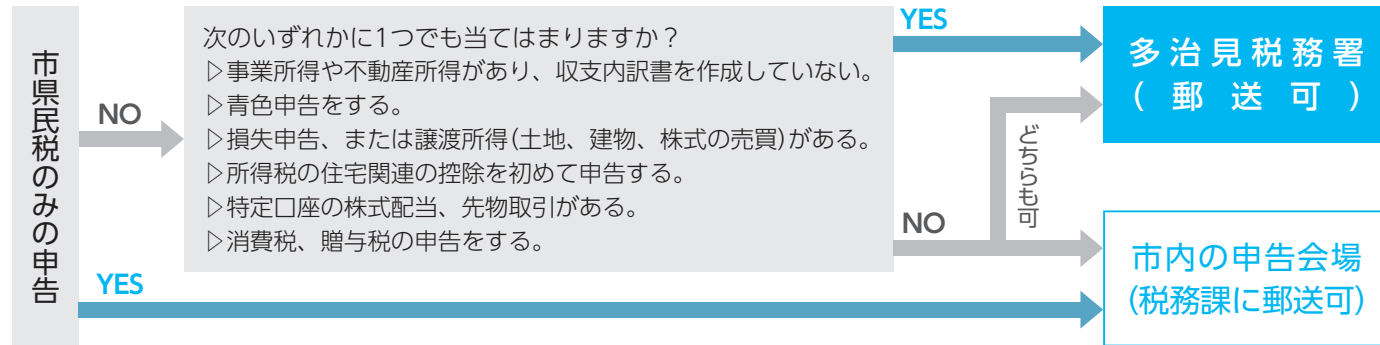 市県民税のみの申告
NO
YES
次のいずれかに1つでも当てはまりますか？
▷事業所得や不動産所得があり、収支内訳書を作成していない。
▷青色申告をする。
▷損失申告、または譲渡所得(土地、建物、株式の売買)がある。
▷所得税の住宅関連の控除を初めて申告する。
▷特定口座の株式配当、先物取引がある。
▷消費税、贈与税の申告をする。
YES
NO
どちらも可
多治見税務署
(郵送可)
市内の申告会場
(税務課に郵送可)